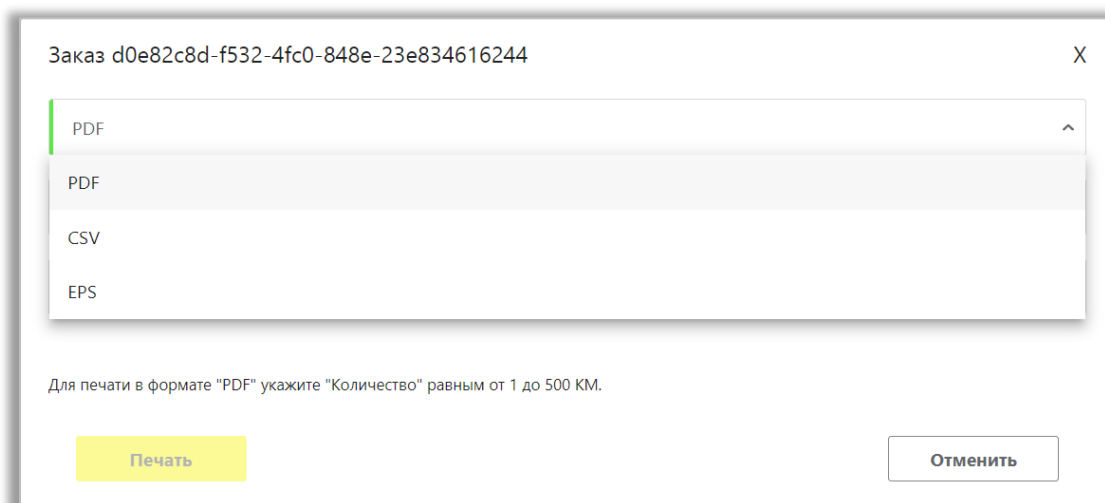 Заказ d0e82c8d-f532-4fc0-848e-23e834616244 X
PDF
PDF
CSV
EPS
Для печати в формате "PDF" укажите "Количество" равным от 1 до 500 КМ.
Печать Отменить